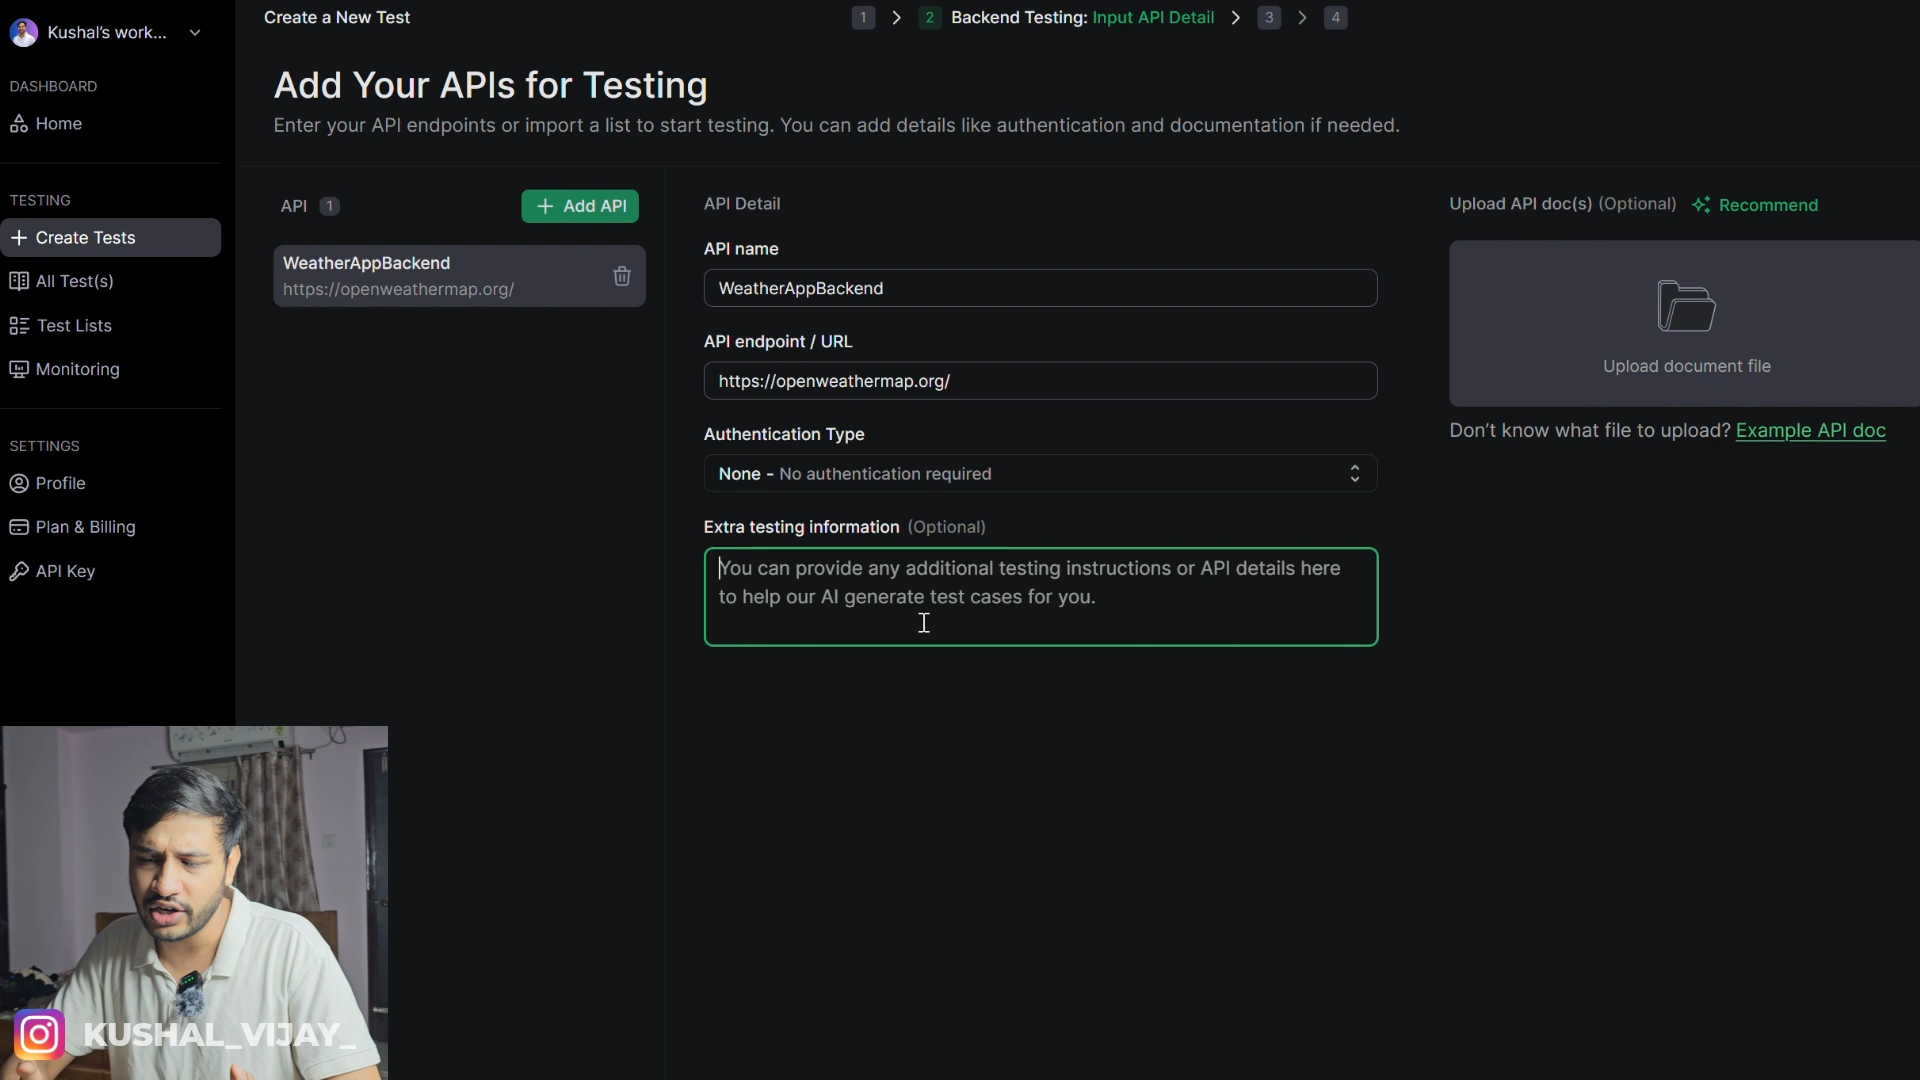 Kushal's work...
DASHBOARD
Home
TESTING
Create Tests
All Test(s)
Test Lists
Monitoring
SETTINGS
Profile
Plan & Billing
API Key
Create a New Test
1 > 2 Backend Testing: Input API Detail > 3 > 4
Add Your APIs for Testing
Enter your API endpoints or import a list to start testing. You can add details like authentication and documentation if needed.
API 1
+ Add API
WeatherAppBackend
https://openweathermap.org/
API Detail
API name
WeatherAppBackend
API endpoint / URL
https://openweathermap.org/
Authentication Type
None - No authentication required
Extra testing information (Optional)
You can provide any additional testing instructions or API details here
to help our AI generate test cases for you.
Upload API doc(s) (Optional) Recommend
Upload document file
Don't know what file to upload? Example API doc
KUSHAL_VIJAY_